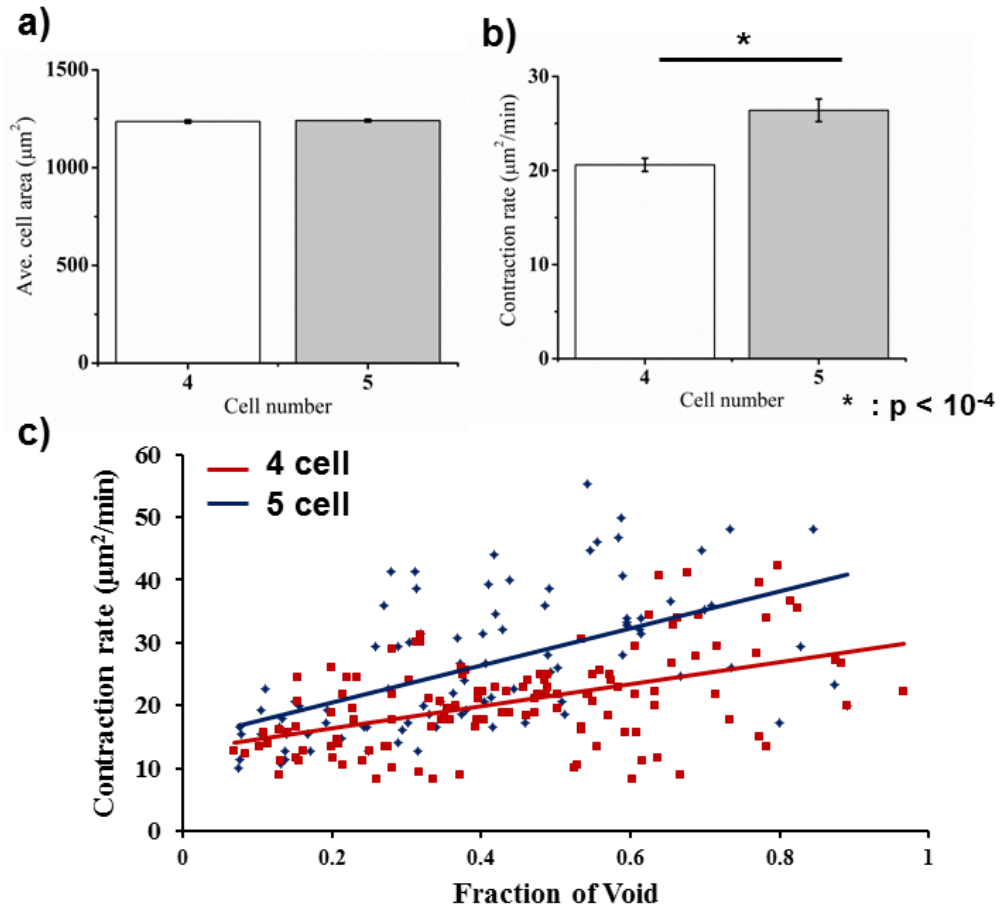 a)
1500
1000
500
0
Ave. cell area (μm²)
4
5
Cell number
b)
*
30
20
10
0
Contraction rate (μm²/min)
4
5
Cell number
* : p < 10⁻⁴
c)
60
50
40
30
20
10
0
Contraction rate (μm²/min)
4 cell
5 cell
0
0.2
0.4
0.6
0.8
1
Fraction of Void